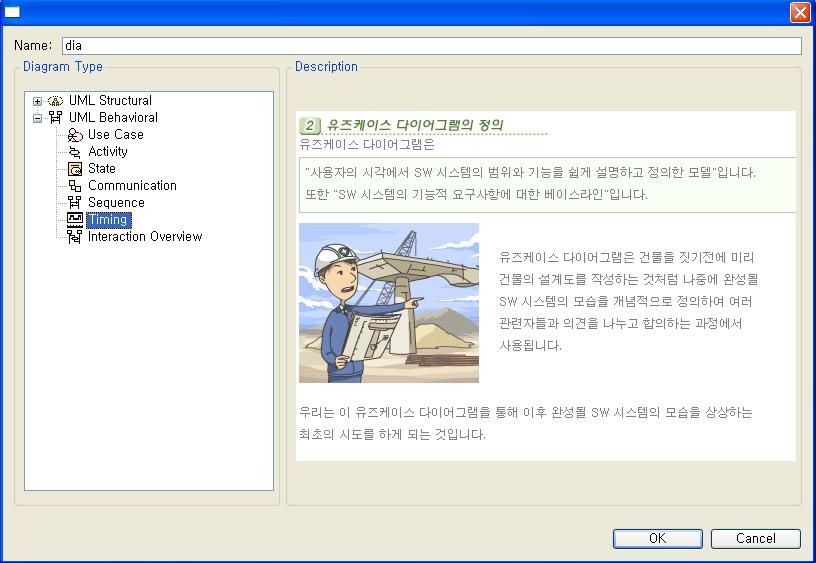 Name: dia
Diagram Type
UML Structural
UML Behavioral
Use Case
Activity
State
Communication
Sequence
Timing
Interaction Overview
Description
2 유즈케이스 다이어그램의 정의
유즈케이스 다이어그램은
"사용자의 시각에서 SW 시스템의 범위와 기능을 쉽게 설명하고 정의한 모델"입니다.
또한 "SW 시스템의 기능적 요구사항에 대한 베이스라인"입니다.
유즈케이스 다이어그램은 건물을 짓기전에 미리
건물의 설계도를 작성하는 것처럼 나중에 완성될
SW 시스템의 모습을 개념적으로 정의하여 여러
관련자들과 의견을 나누고 합의하는 과정에서
사용됩니다.
우리는 이 유즈케이스 다이어그램을 통해 이후 완성될 SW 시스템의 모습을 상상하는
최초의 시도를 하게 되는 것입니다.
OK Cancel